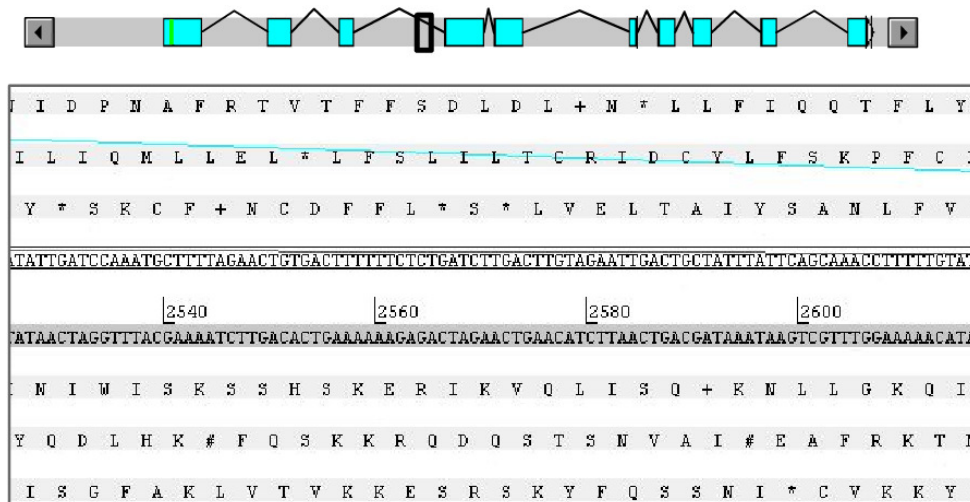 I D P N A F R T V T F F S D L D L + N * L L F I Q Q T F L Y
I L I Q M L L E L * L F S L I L T C R I D C Y L F S K P F C
Y * S K C F + N C D F F L * S * L V E L T A I Y S A N L F V
ATATTGATCCAAATGCTTTTAGAACTGTGACTTTTTTCTCTGATCTTGACTTGTAGAATTGACTGCTATTTATTCAGCAAACCTTTTTGTAT
2540 2560 2580 2600
TATAACTAGGTTTACGAAAATCTTGACACTGAAAAAAGAGACTAGAACTGAACATCTTAACTGACGATAAATAAGTCGTTTGGAAAAACATA
N I W I S K S S H S K E R I K V Q L I S Q + K N L L G K Q I
Y Q D L H K # F Q S K K R Q D Q S T S N V A I # E A F R K T
I S G F A K L V T V K K E S R S K Y F Q S S N I * C V K K Y